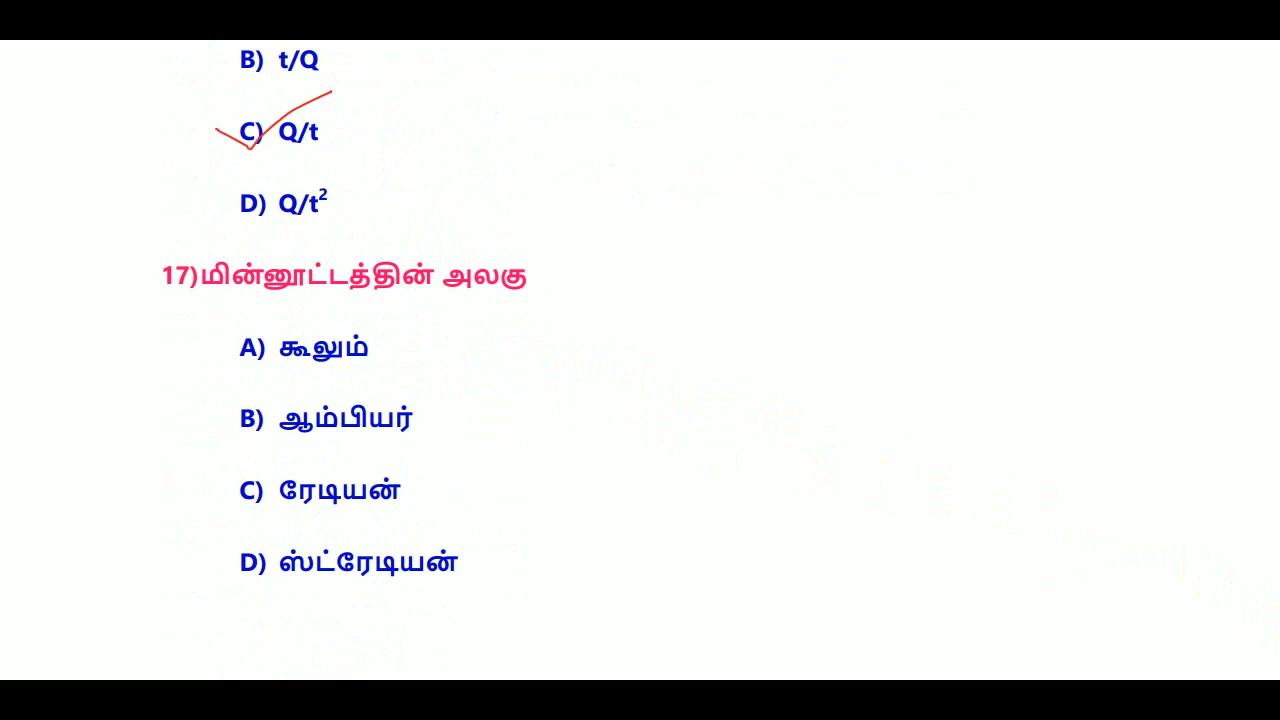 B) t/Q
C) Q/t
D) Q/t²
17)மின்னூட்டத்தின் அலகு
A) கூலும்
B) ஆம்பியர்
C) ரேடியன்
D) ஸ்ட்ரேடியன்